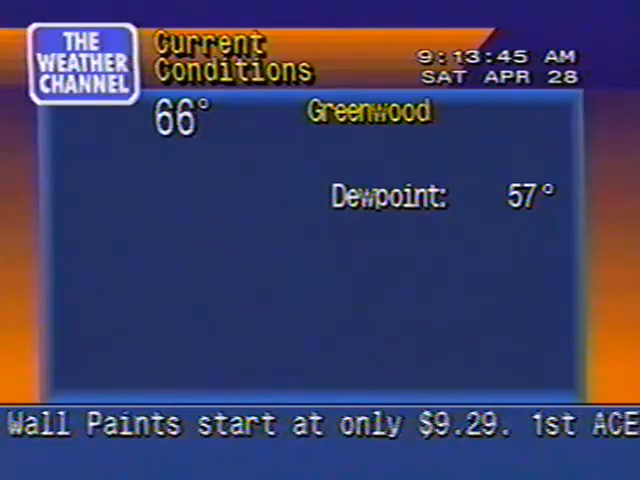 THE
WEATHER
CHANNEL
Current
Conditions
9:13:45 AM
SAT APR 28
66° Greenwood
Dewpoint: 57°
Wall Paints start at only $9.29. 1st ACE